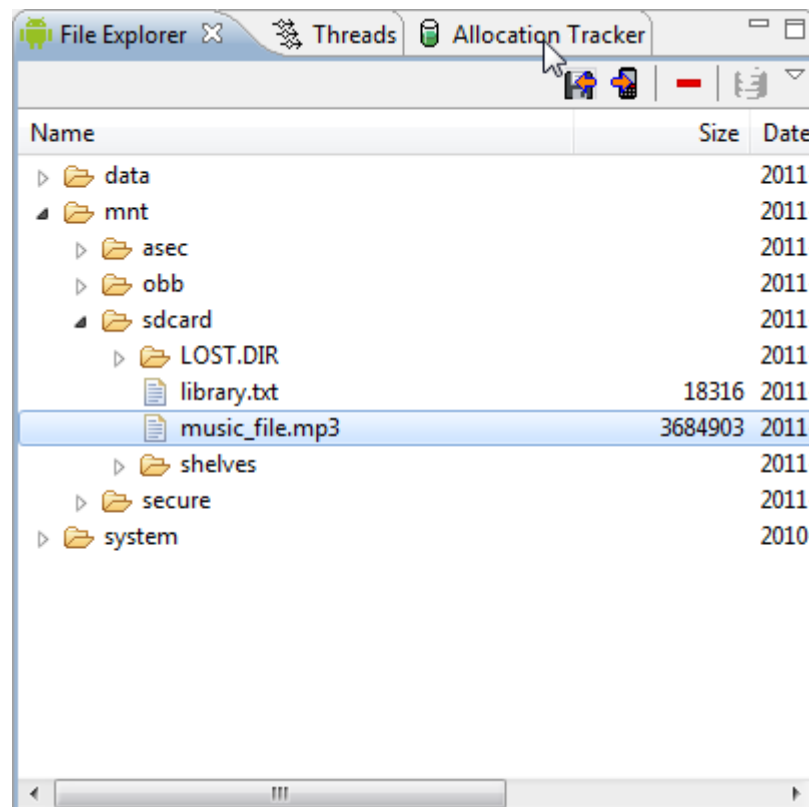 File Explorer Threads Allocation Tracker
Name Size Date
data 2011
mnt 2011
asec 2011
obb 2011
sdcard 2011
LOST.DIR 2011
library.txt 18316 2011
music_file.mp3 3684903 2011
shelves 2011
secure 2011
system 2010